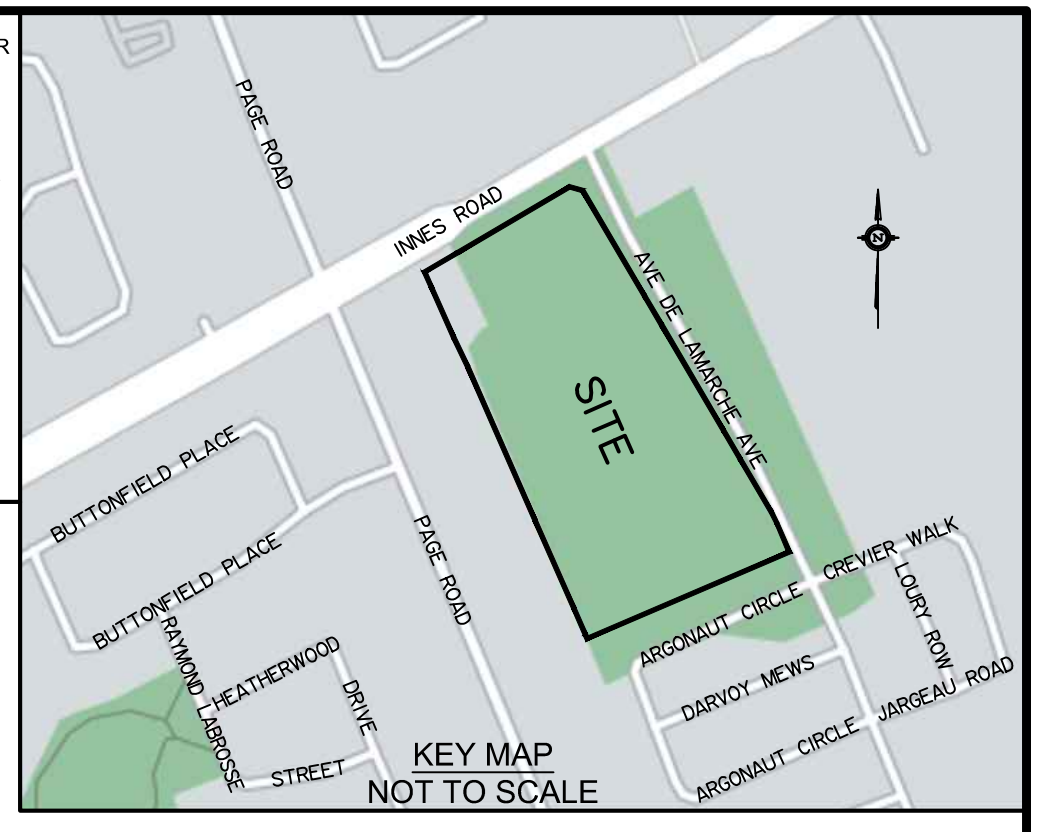 R
PAGE ROAD
INNES ROAD
N
AVE DE LAMARCHE AVE
SITE
BUTTONFIELD PLACE
BUTTONFIELD PLACE
PAGE ROAD
CREVIER WALK
ARGONAUT CIRCLE
LOURY ROW
RAYMOND LABROSSE
HEATHERWOOD
DRIVE
DARVOY MEWS
JARGEAU ROAD
ARGONAUT CIRCLE
STREET
KEY MAP
NOT TO SCALE